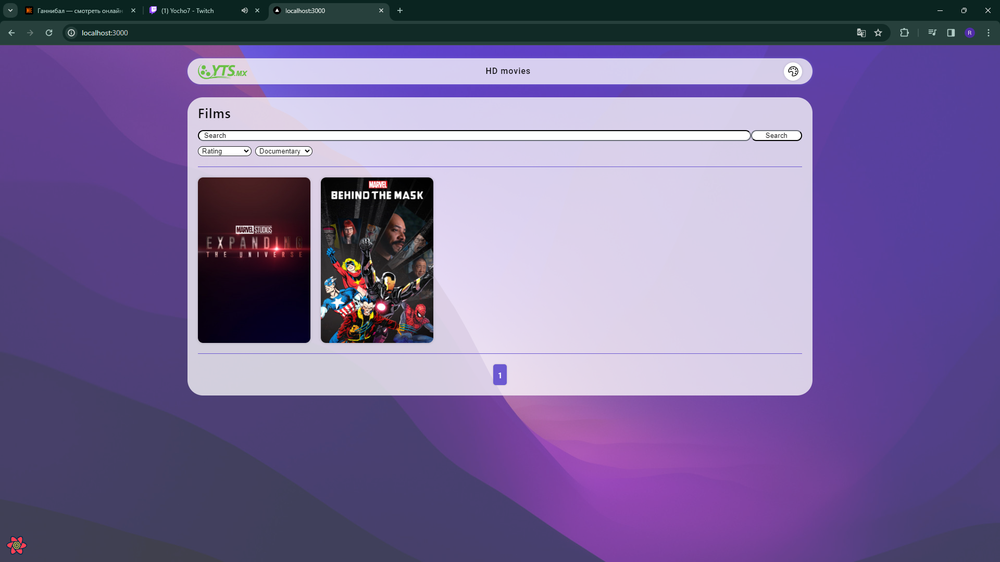 Ганнибал — смотреть онлайн
(1) Yocho7 - Twitch
localhost:3000
localhost:3000
R
YTS.MX
HD movies
Films
Search
Search
Rating
Documentary
MARVEL STUDIOS
EXPANDING
THE UNIVERSE
MARVEL
BEHIND THE MASK
1